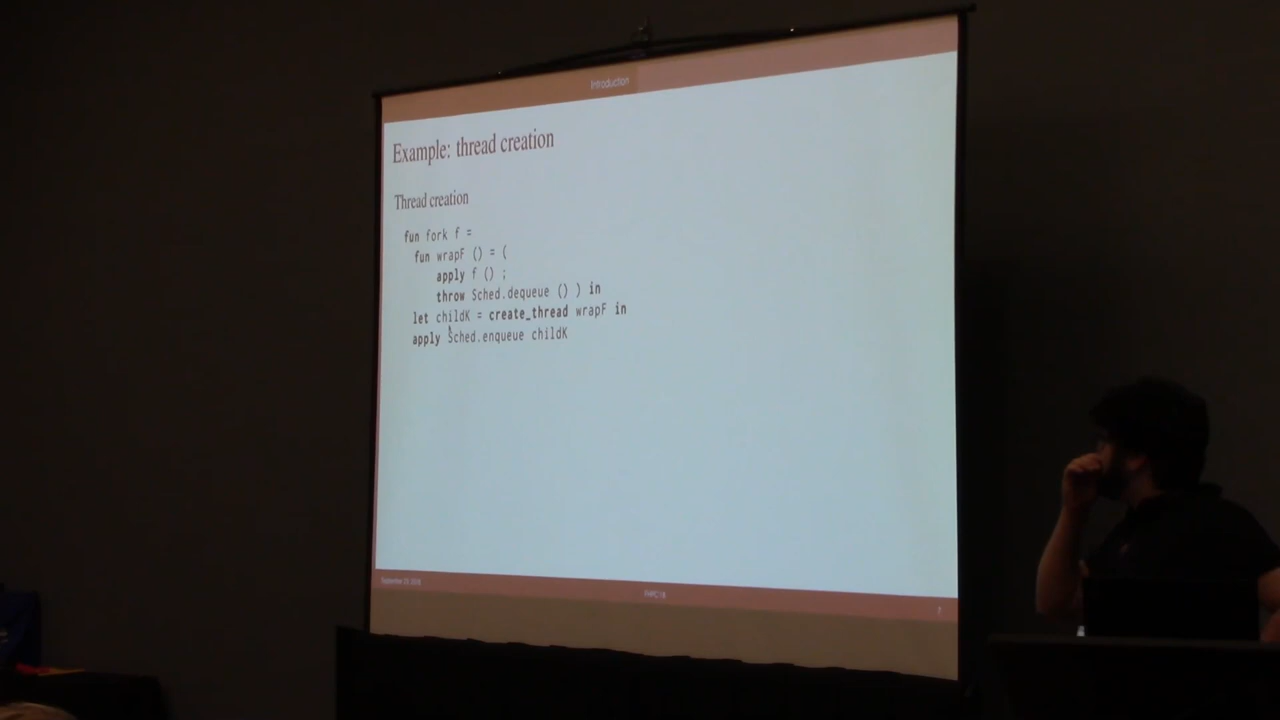 Introduction
Example: thread creation
Thread creation
fun fork f =
fun wrapF () = (
apply f () ;
throw Sched.dequeue () ) in
let childK = create_thread wrapF in
apply Sched.enqueue childK
7